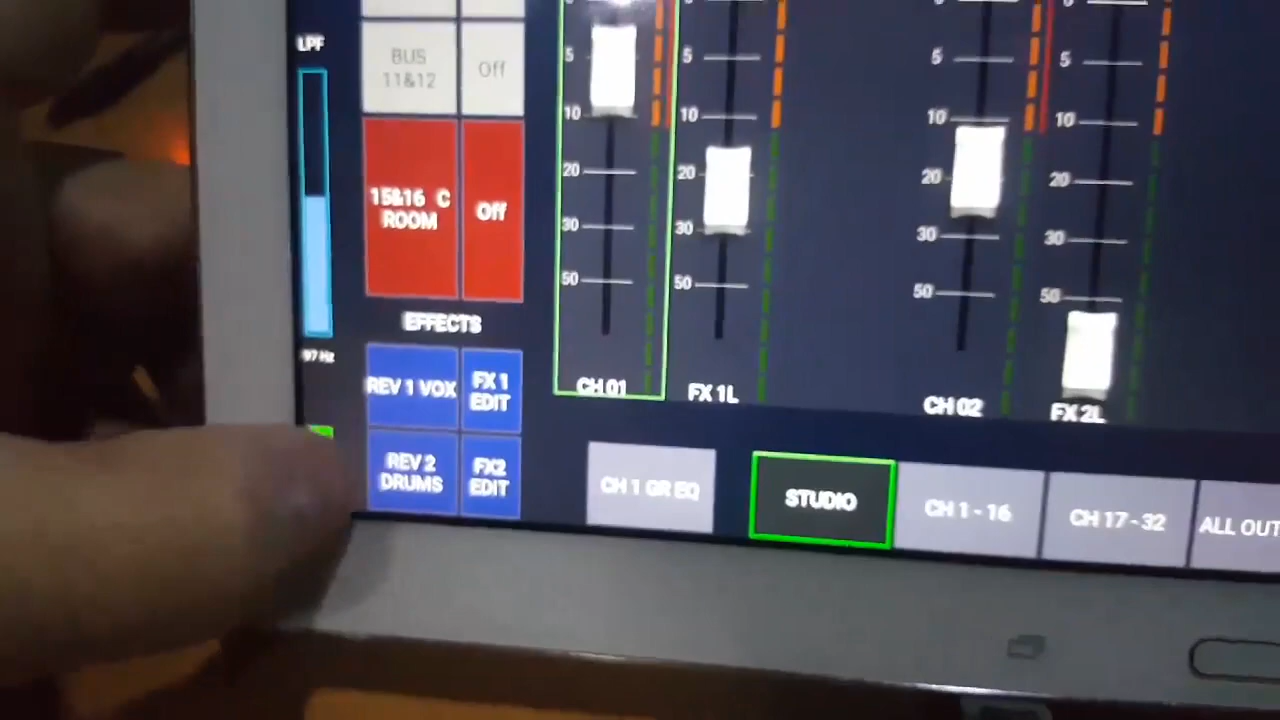 LPF
97 Hz
BUS
11&12
Off
15&16 C
ROOM
Off
EFFECTS
REV 1 VOX
FX 1
EDIT
REV 2
DRUMS
FX2
EDIT
5
10
20
30
50
CH 01
5
10
20
30
50
FX 1L
5
10
20
30
50
CH 02
5
10
20
30
50
FX 2L
CH 1 GR EQ
STUDIO
CH 1 - 16
CH 17 - 32
ALL OUT